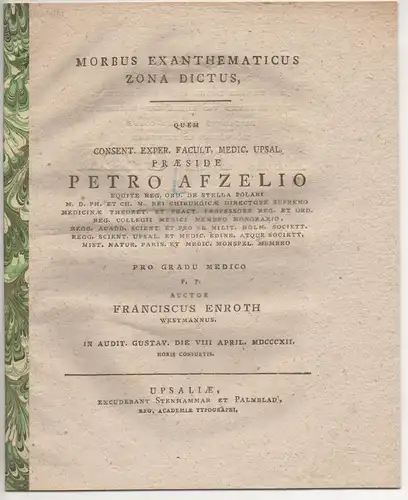 MORBUS EXANTHEMATICUS
ZONA DICTUS,
QUEM
CONSENT. EXPER. FACULT. MEDIC. UPSAL.
PRÆSIDE
PETRO AFZELIO
EQUITE REG. ORD. DE STELLA POLARI
M. D. PH. ET CH. M. REI CHIRURGICÆ DIRECTORE SUPREMO
MEDICINÆ THEORET. ET PRACT. PROFESSORE REG. ET ORD.
REG. COLLEGII MEDICI MEMBRO HONORARIO,
REGG. ACADD. SCIENT. ET PRO RE MILIT. HOLM. SOCIETT.
REGG. SCIENT. UPSAL. ET MEDIC. EDINB. ATQUE SOCIETT.
HIST. NATUR. PARIS. ET MEDIC. MONSPEL. MEMBRO
PRO GRADU MEDICO
P. P.
AUCTOR
FRANCISCUS ENROTH
WESTMANNUS.
IN AUDIT. GUSTAV. DIE VIII APRIL. MDCCCXII.
HORIS CONSUETIS.
UPSALIÆ,
EXCUDEBANT STENHAMMAR ET PALMBLAD,
REG. ACADEMIÆ TYPOGRAPHI.